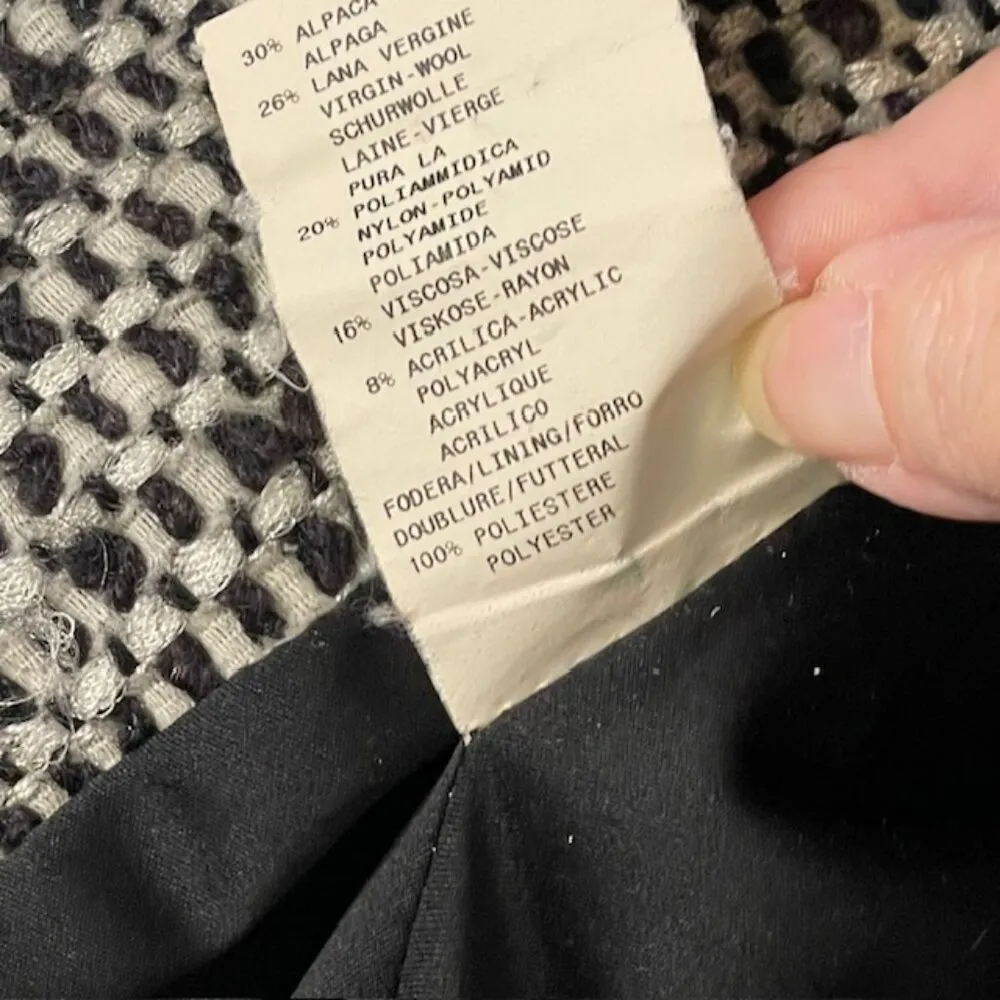 30% ALPACA
ALPAGA
26% LANA VERGINE
VIRGIN-WOOL
SCHURWOLLE
LAINE-VIERGE
PURA LA
20% POLIAMMIDICA
NYLON-POLYAMID
POLYAMIDE
POLIAMIDA
16% VISCOSA-VISCOSE
VISKOSE-RAYON
8% ACRILICA-ACRYLIC
POLYACRYL
ACRYLIQUE
ACRILICO
FODERA/LINING/FORRO
DOUBLURE/FUTTERAL
100% POLIESTERE
POLYESTER